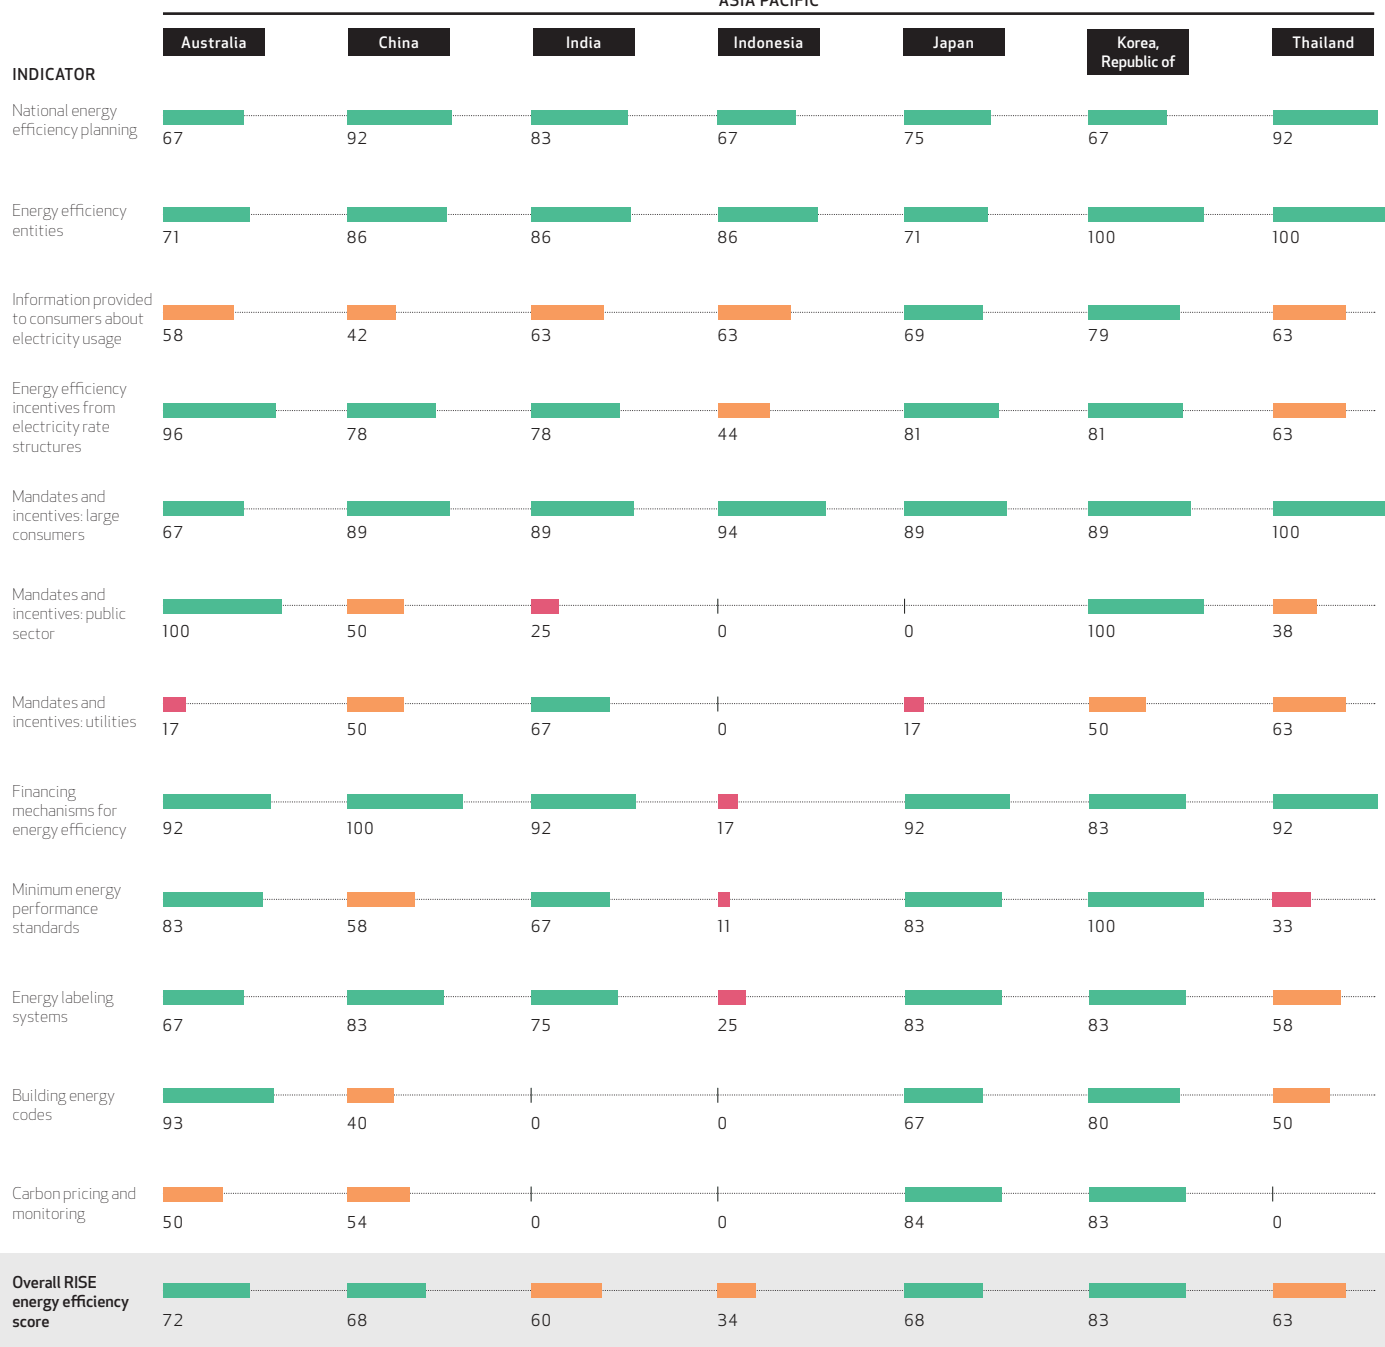 ASIA PACIFIC
Australia China India Indonesia Japan Korea, Republic of Thailand
INDICATOR
National energy
efficiency planning
67 92 83 67 75 67 92
Energy efficiency
entities
71 86 86 86 71 100 100
Information provided
to consumers about
electricity usage
58 42 63 63 69 79 63
Energy efficiency
incentives from
electricity rate
structures
96 78 78 44 81 81 63
Mandates and
incentives: large
consumers
67 89 89 94 89 89 100
Mandates and
incentives: public
sector
100 50 25 0 0 100 38
Mandates and
incentives: utilities
17 50 67 0 17 50 63
Financing
mechanisms for
energy efficiency
92 100 92 17 92 83 92
Minimum energy
performance
standards
83 58 67 11 83 100 33
Energy labeling
systems
67 83 75 25 83 83 58
Building energy
codes
93 40 0 0 67 80 50
Carbon pricing and
monitoring
50 54 0 0 84 83 0
Overall RISE
energy efficiency
score
72 68 60 34 68 83 63